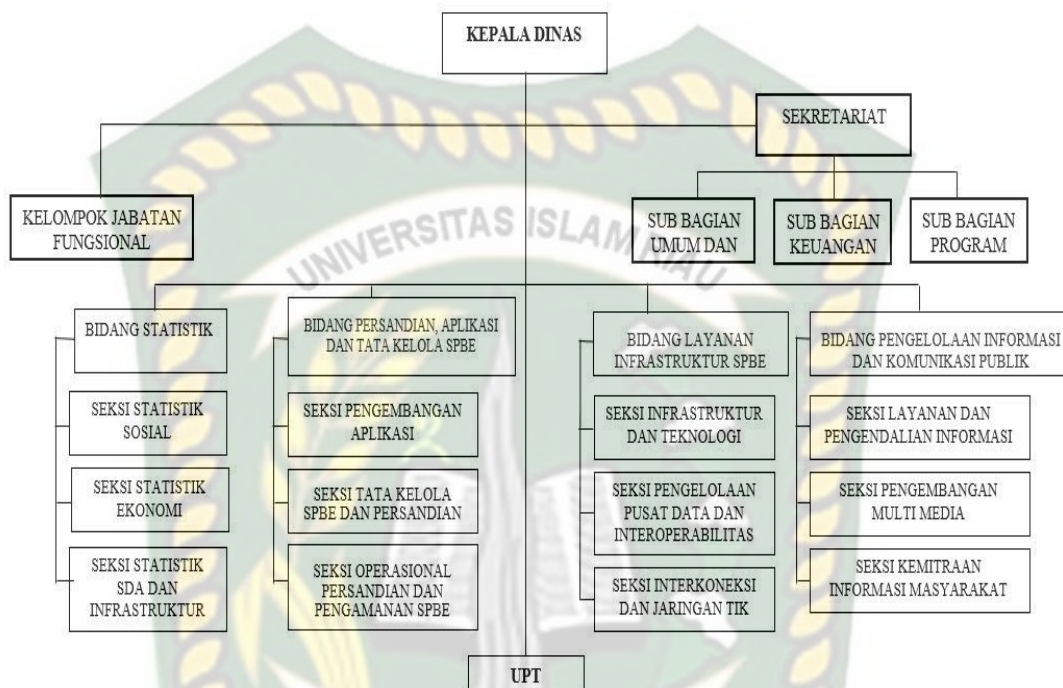 KEPALA DINAS
SEKRETARIAT
KELOMPOK JABATAN
FUNGSIONAL
SUB BAGIAN
UMUM DAN
SUB BAGIAN
KEUANGAN
SUB BAGIAN
PROGRAM
UNIVERSITAS ISLAM RIAU
BIDANG STATISTIK
SEKSI STATISTIK
SOSIAL
SEKSI STATISTIK
EKONOMI
SEKSI STATISTIK
SDA DAN
INFRASTRUKTUR
BIDANG PERSANDIAN, APLIKASI
DAN TATA KELOLA SPBE
SEKSI PENGEMBANGAN
APLIKASI
SEKSI TATA KELOLA
SPBE DAN PERSANDIAN
SEKSI OPERASIONAL
PERSANDIAN DAN
PENGAMANAN SPBE
BIDANG LAYANAN
INFRASTRUKTUR SPBE
SEKSI INFRASTRUKTUR
DAN TEKNOLOGI
SEKSI PENGELOLAAN
PUSAT DATA DAN
INTEROPERABILITAS
SEKSI INTERKONEKSI
DAN JARINGAN TIK
BIDANG PENGELOLAAN INFORMASI
DAN KOMUNIKASI PUBLIK
SEKSI LAYANAN DAN
PENGENDALIAN INFORMASI
SEKSI PENGEMBANGAN
MULTI MEDIA
SEKSI KEMITRAAN
INFORMASI MASYARAKAT
UPT